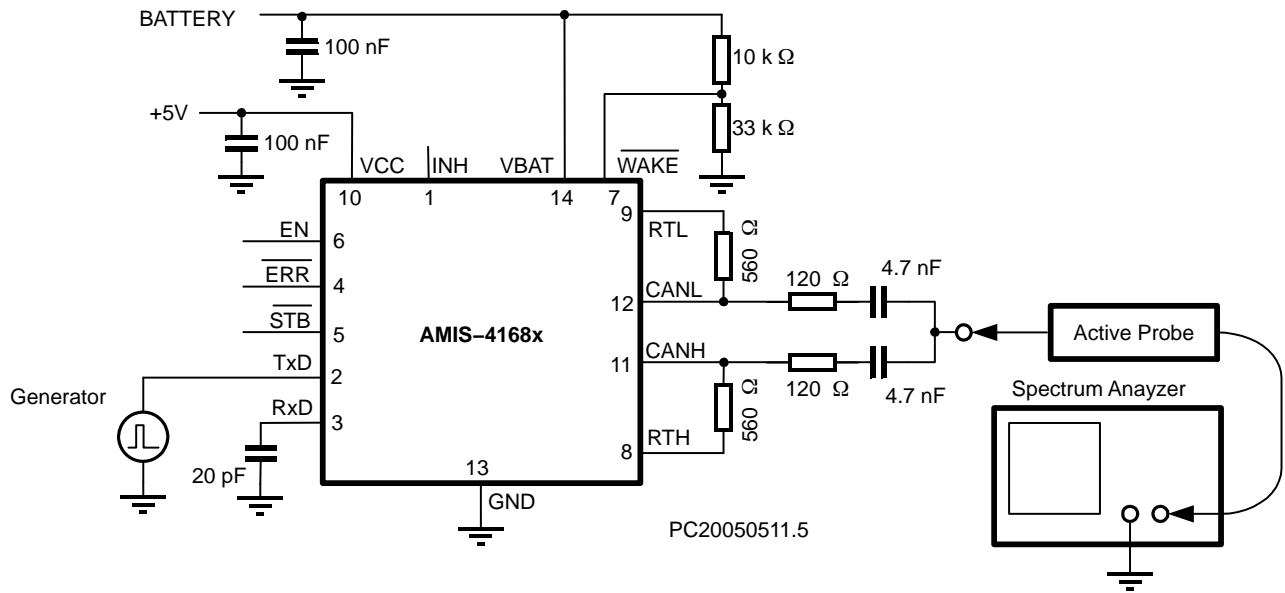 BATTERY
100 nF
10 k Ω
+5V
100 nF
33 k Ω
VCC
INH
VBAT
WAKE
10
1
14
7
9
RTL
560 Ω
EN
6
ERR
4
STB
5
AMIS–4168x
12
CANL
120 Ω
4.7 nF
Active Probe
TxD
2
11
CANH
120 Ω
4.7 nF
Generator
RxD
3
560 Ω
Spectrum Anayzer
8
RTH
20 pF
13
GND
PC20050511.5